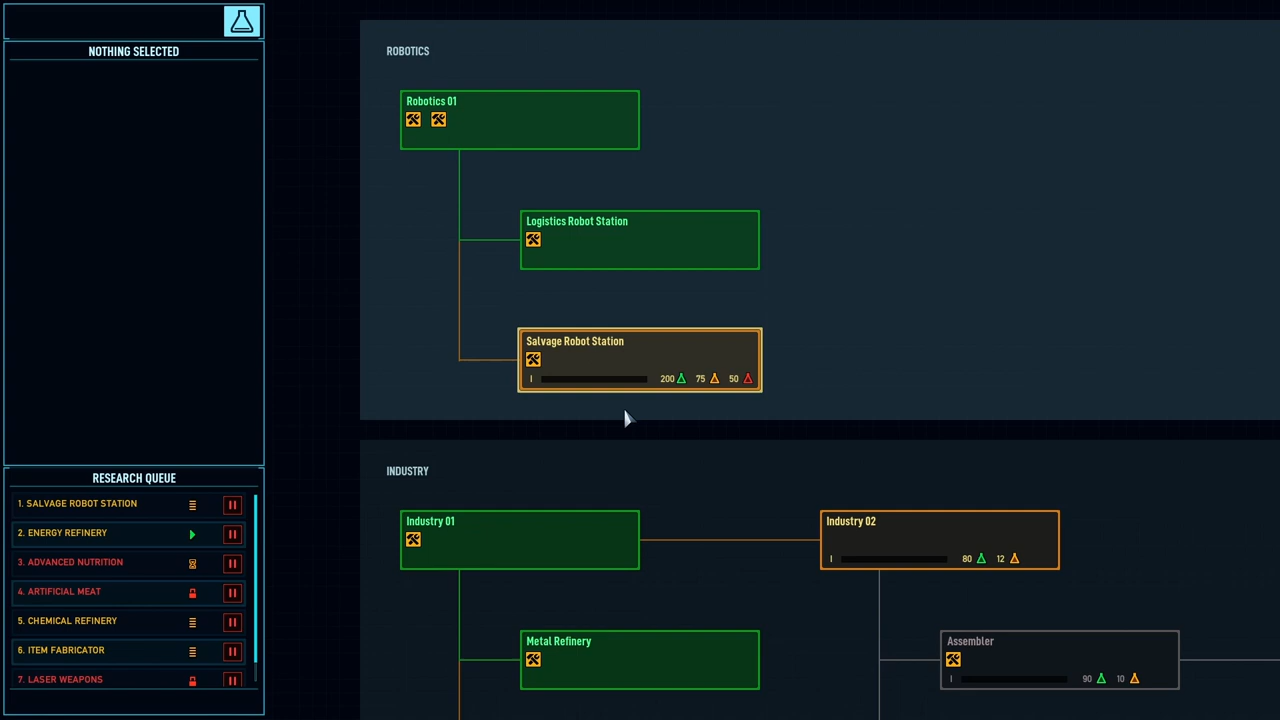 NOTHING SELECTED
RESEARCH QUEUE
1. SALVAGE ROBOT STATION
2. ENERGY REFINERY
3. ADVANCED NUTRITION
4. ARTIFICIAL MEAT
5. CHEMICAL REFINERY
6. ITEM FABRICATOR
7. LASER WEAPONS
ROBOTICS
Robotics 01
Logistics Robot Station
Salvage Robot Station
I 200 75 50
INDUSTRY
Industry 01
Industry 02
I 80 12
Metal Refinery
Assembler
I 90 10